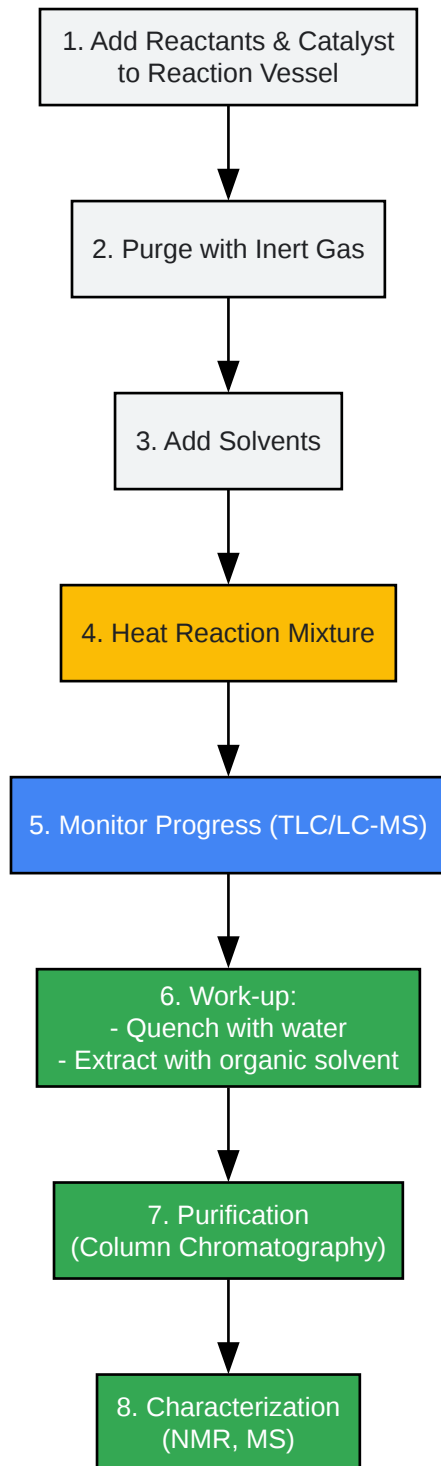 1. Add Reactants & Catalyst
to Reaction Vessel
2. Purge with Inert Gas
3. Add Solvents
4. Heat Reaction Mixture
5. Monitor Progress (TLC/LC-MS)
6. Work-up:
- Quench with water
- Extract with organic solvent
7. Purification
(Column Chromatography)
8. Characterization
(NMR, MS)